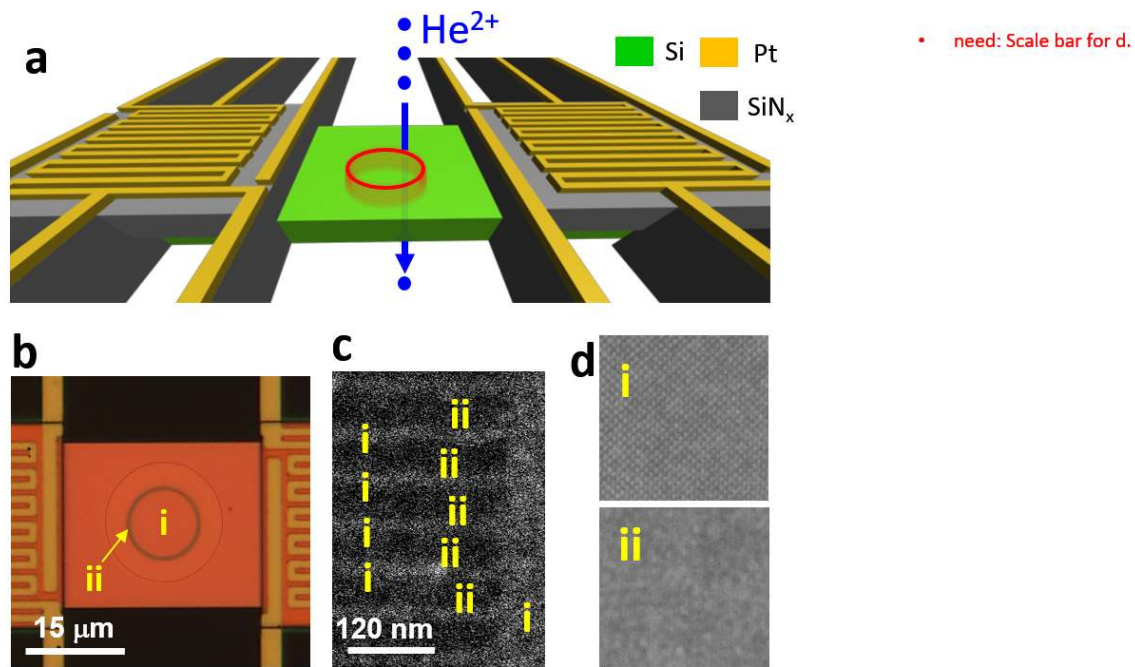 He²⁺
a
Si
Pt
SiNₓ
• need: Scale bar for d.
b
i
ii
15 μm
c
ii
i
ii
i
ii
i
ii
i
ii
i
120 nm
d
i
ii